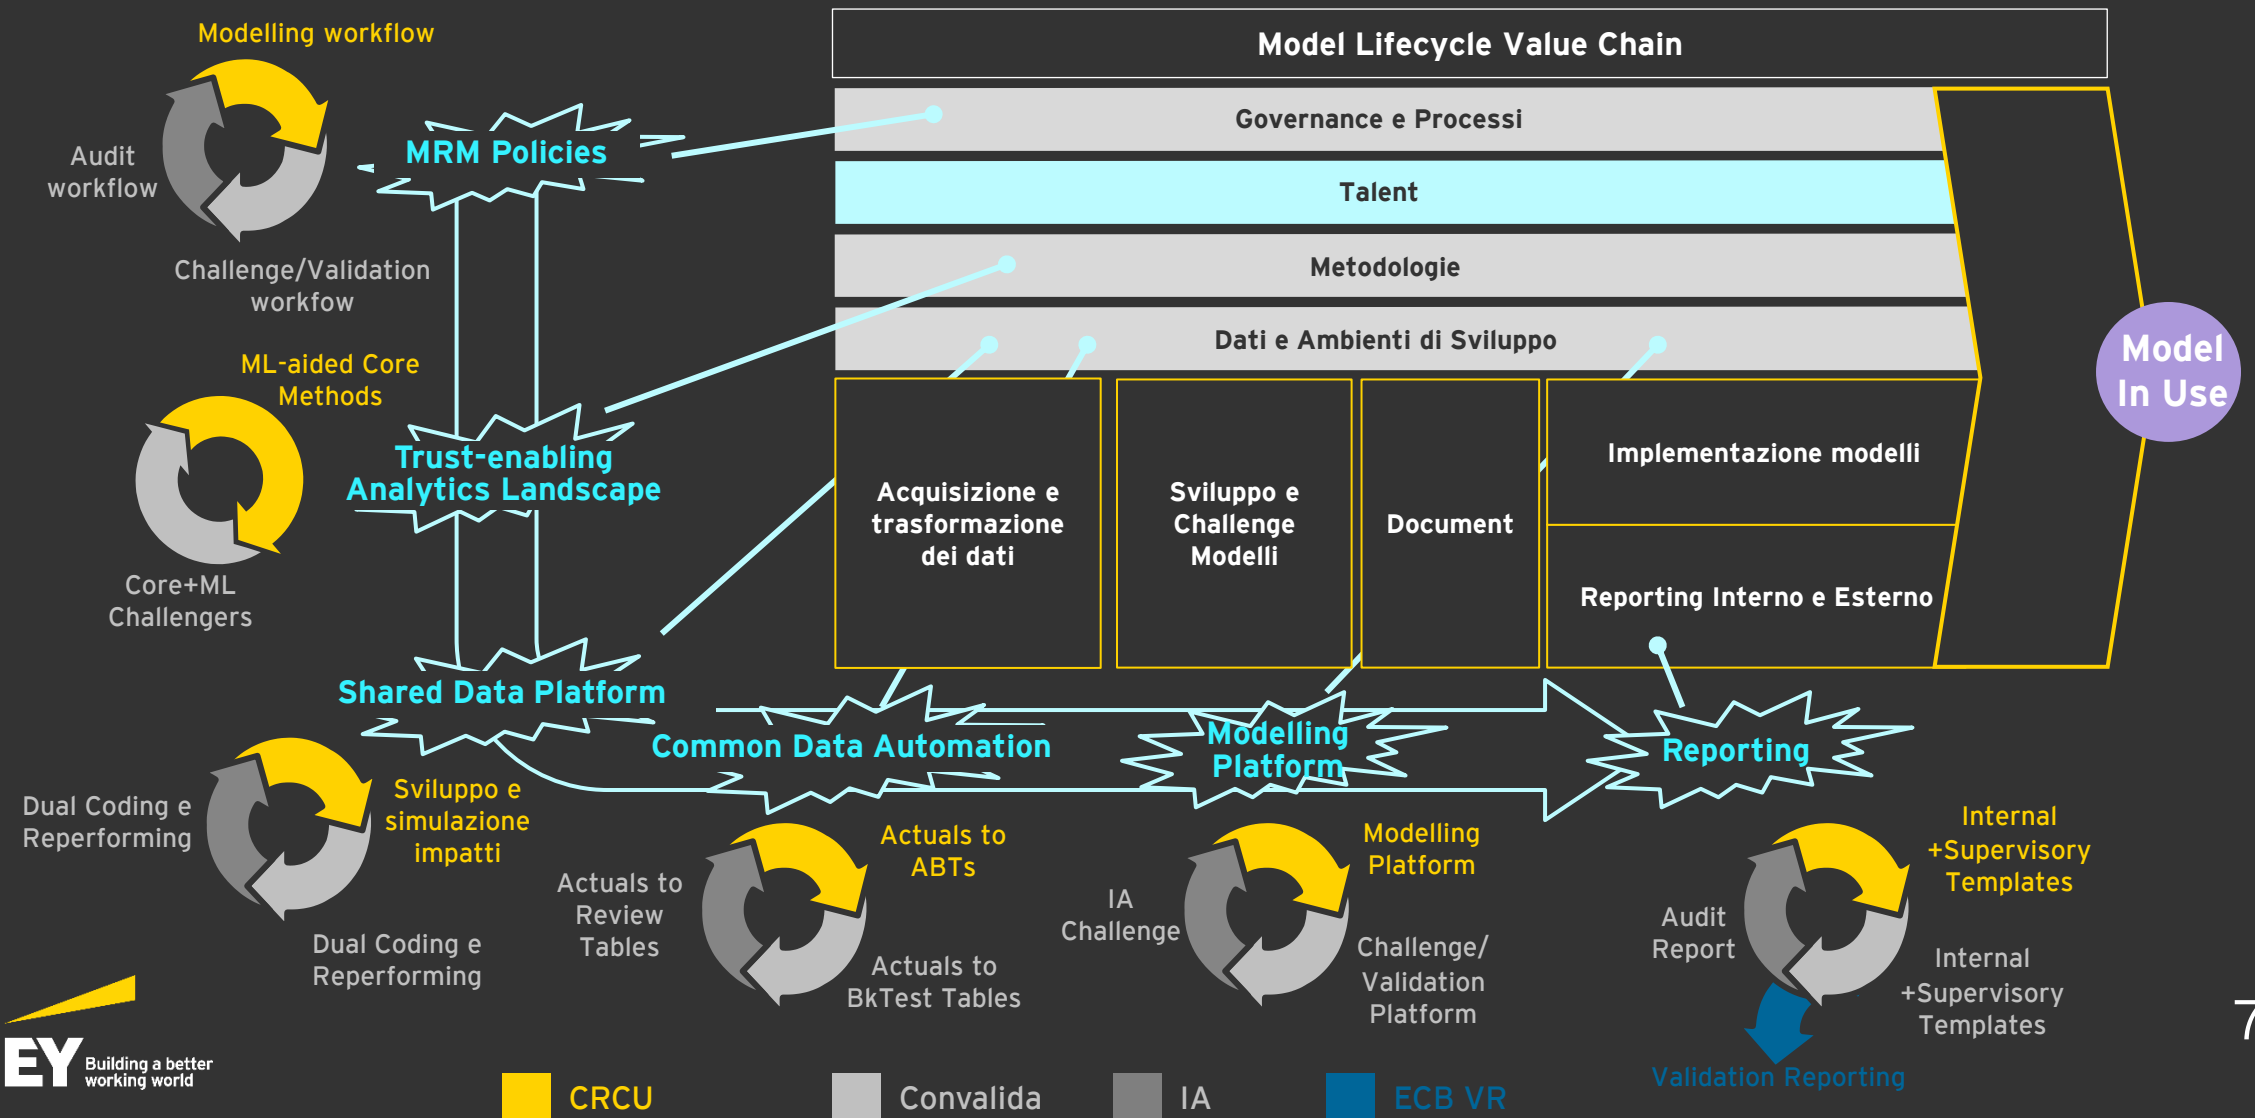 Modelling workflow
Audit
workflow
Challenge/Validation
workfow
MRM Policies
Model Lifecycle Value Chain
Governance e Processi
Talent
Metodologie
Dati e Ambienti di Sviluppo
Model
In Use
ML-aided Core
Methods
Core+ML
Challengers
Trust-enabling
Analytics Landscape
Acquisizione e
trasformazione
dei dati
Sviluppo e
Challenge
Modelli
Document
Implementazione modelli
Reporting Interno e Esterno
Shared Data Platform
Common Data Automation
Modelling
Platform
Reporting
Dual Coding e
Reperforming
Sviluppo e
simulazione
impatti
Dual Coding e
Reperforming
Actuals to
ABTs
Actuals to
Review
Tables
Actuals to
BkTest Tables
Modelling
Platform
IA
Challenge
Challenge/
Validation
Platform
Internal
+Supervisory
Templates
Audit
Report
Internal
+Supervisory
Templates
Validation Reporting
7
EY
Building a better
working world
CRCU
Convalida
IA
ECB VR